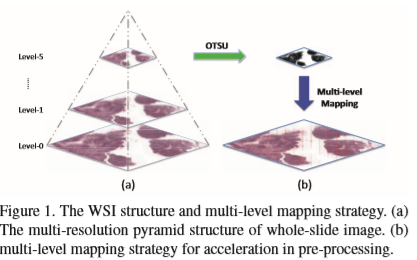 Level-5
OTSU
Level-1
Multi-level
Mapping
Level-0
(a)
(b)
Figure 1. The WSI structure and multi-level mapping strategy. (a)
The multi-resolution pyramid structure of whole-slide image. (b)
multi-level mapping strategy for acceleration in pre-processing.